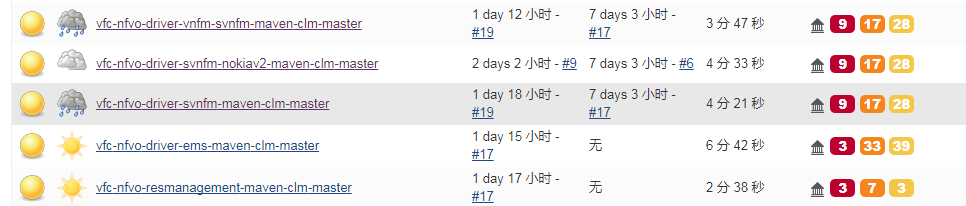 vfc-nfvo-driver-vnfm-svnfm-maven-clm-master 1 day 12 小时 - #19 7 days 3 小时 - #17 3 分 47 秒 9 17 28
vfc-nfvo-driver-svnfm-nokiav2-maven-clm-master 2 days 2 小时 - #9 7 days 3 小时 - #6 4 分 33 秒 9 17 28
vfc-nfvo-driver-svnfm-maven-clm-master 1 day 18 小时 - #19 7 days 3 小时 - #17 4 分 21 秒 9 17 28
vfc-nfvo-driver-ems-maven-clm-master 1 day 15 小时 - #17 无 6 分 42 秒 3 33 39
vfc-nfvo-resmanagement-maven-clm-master 1 day 17 小时 - #17 无 2 分 38 秒 3 7 3